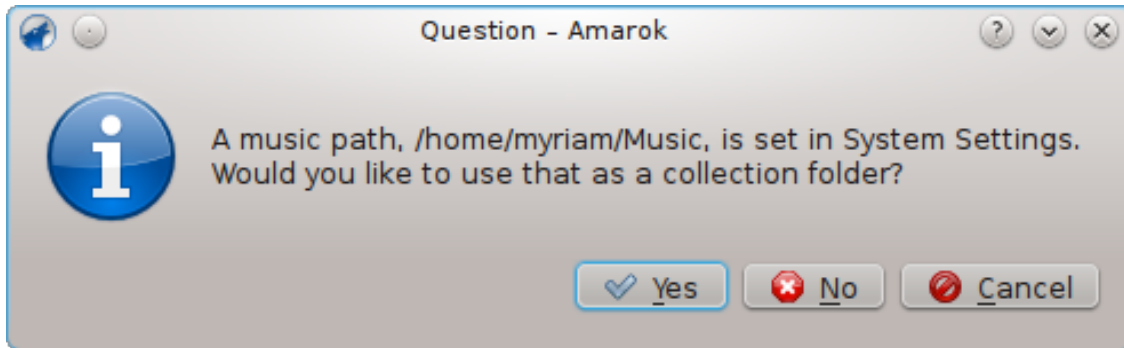 Question – Amarok
A music path, /home/myriam/Music, is set in System Settings.
Would you like to use that as a collection folder?
Yes No Cancel